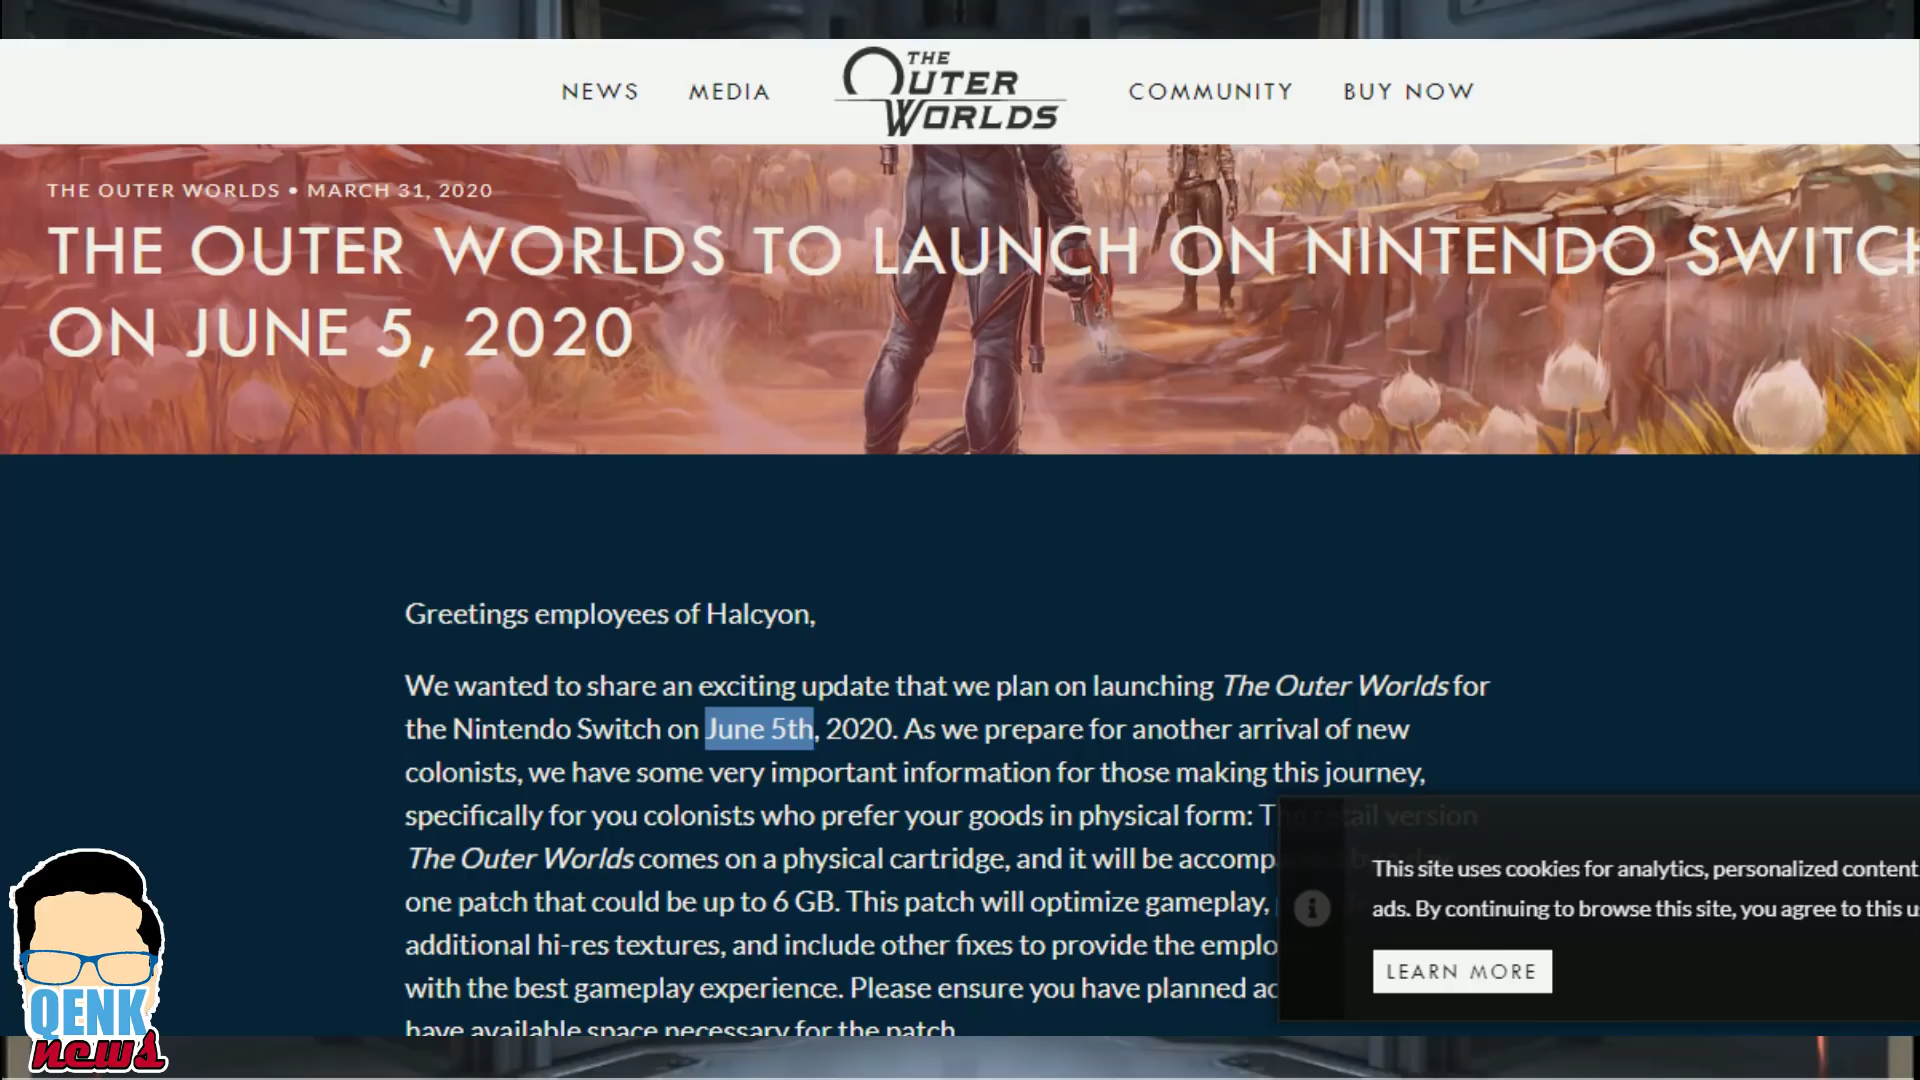 NEWS MEDIA THE OUTER WORLDS COMMUNITY BUY NOW
THE OUTER WORLDS • MARCH 31, 2020
THE OUTER WORLDS TO LAUNCH ON NINTENDO SWITCH
ON JUNE 5, 2020
Greetings employees of Halcyon,
We wanted to share an exciting update that we plan on launching The Outer Worlds for
the Nintendo Switch on June 5th, 2020. As we prepare for another arrival of new
colonists, we have some very important information for those making this journey,
specifically for you colonists who prefer your goods in physical form: The retail version
The Outer Worlds comes on a physical cartridge, and it will be accomp
one patch that could be up to 6 GB. This patch will optimize gameplay,
additional hi-res textures, and include other fixes to provide the emplo
with the best gameplay experience. Please ensure you have planned ac
have available space necessary for the patch.
This site uses cookies for analytics, personalized content
ads. By continuing to browse this site, you agree to this u
LEARN MORE
QENK
news